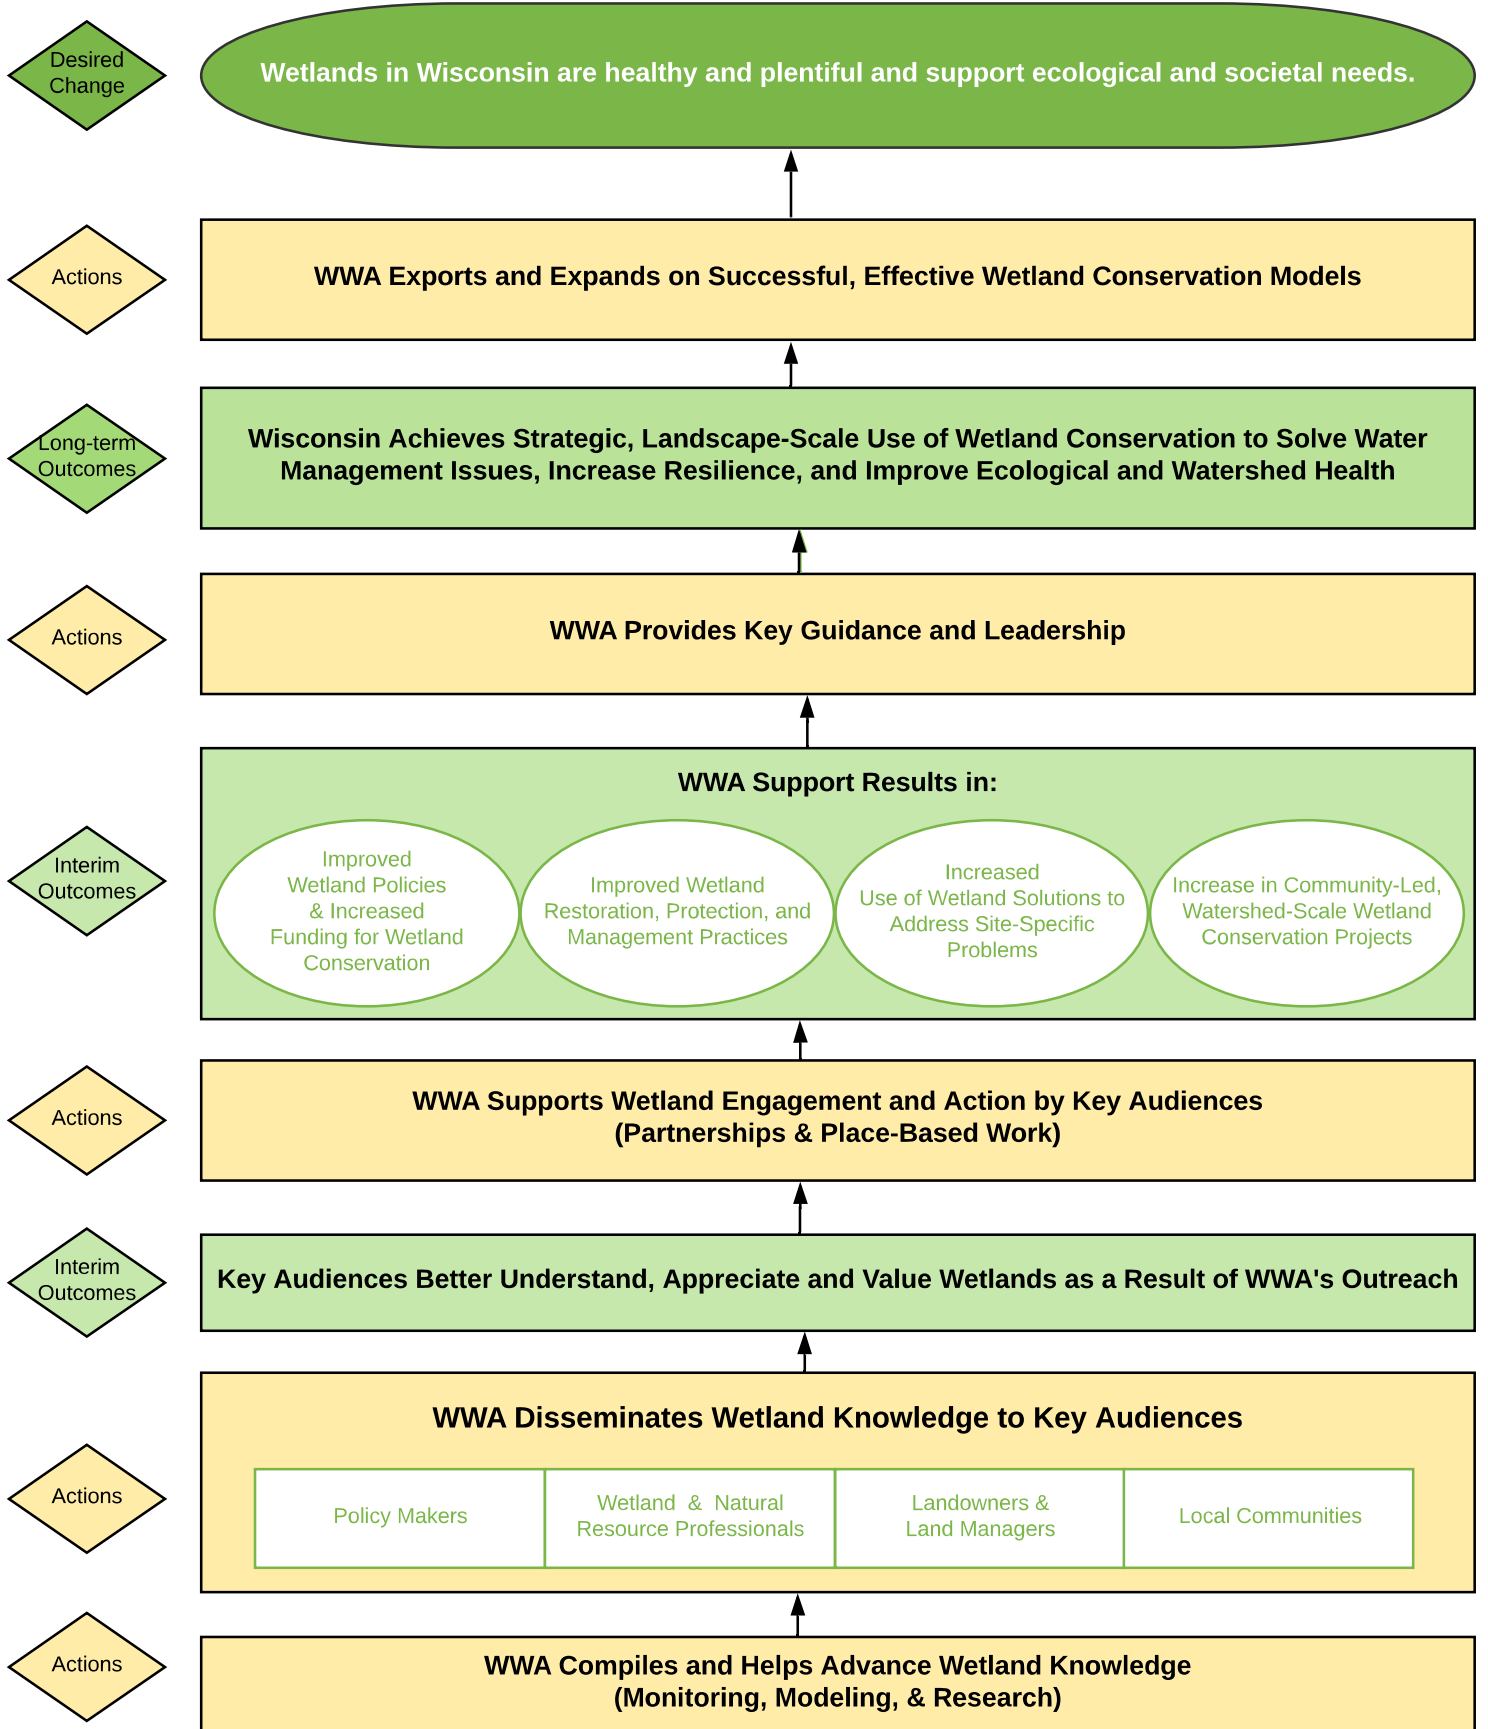 Desired
Change
Wetlands in Wisconsin are healthy and plentiful and support ecological and societal needs.
Actions
WWA Exports and Expands on Successful, Effective Wetland Conservation Models
Long-term
Outcomes
Wisconsin Achieves Strategic, Landscape-Scale Use of Wetland Conservation to Solve Water
Management Issues, Increase Resilience, and Improve Ecological and Watershed Health
Actions
WWA Provides Key Guidance and Leadership
Interim
Outcomes
WWA Support Results in:
Improved
Wetland Policies
& Increased
Funding for Wetland
Conservation
Improved Wetland
Restoration, Protection, and
Management Practices
Increased
Use of Wetland Solutions to
Address Site-Specific
Problems
Increase in Community-Led,
Watershed-Scale Wetland
Conservation Projects
Actions
WWA Supports Wetland Engagement and Action by Key Audiences
(Partnerships & Place-Based Work)
Interim
Outcomes
Key Audiences Better Understand, Appreciate and Value Wetlands as a Result of WWA's Outreach
Actions
WWA Disseminates Wetland Knowledge to Key Audiences
Policy Makers
Wetland & Natural
Resource Professionals
Landowners &
Land Managers
Local Communities
Actions
WWA Compiles and Helps Advance Wetland Knowledge
(Monitoring, Modeling, & Research)